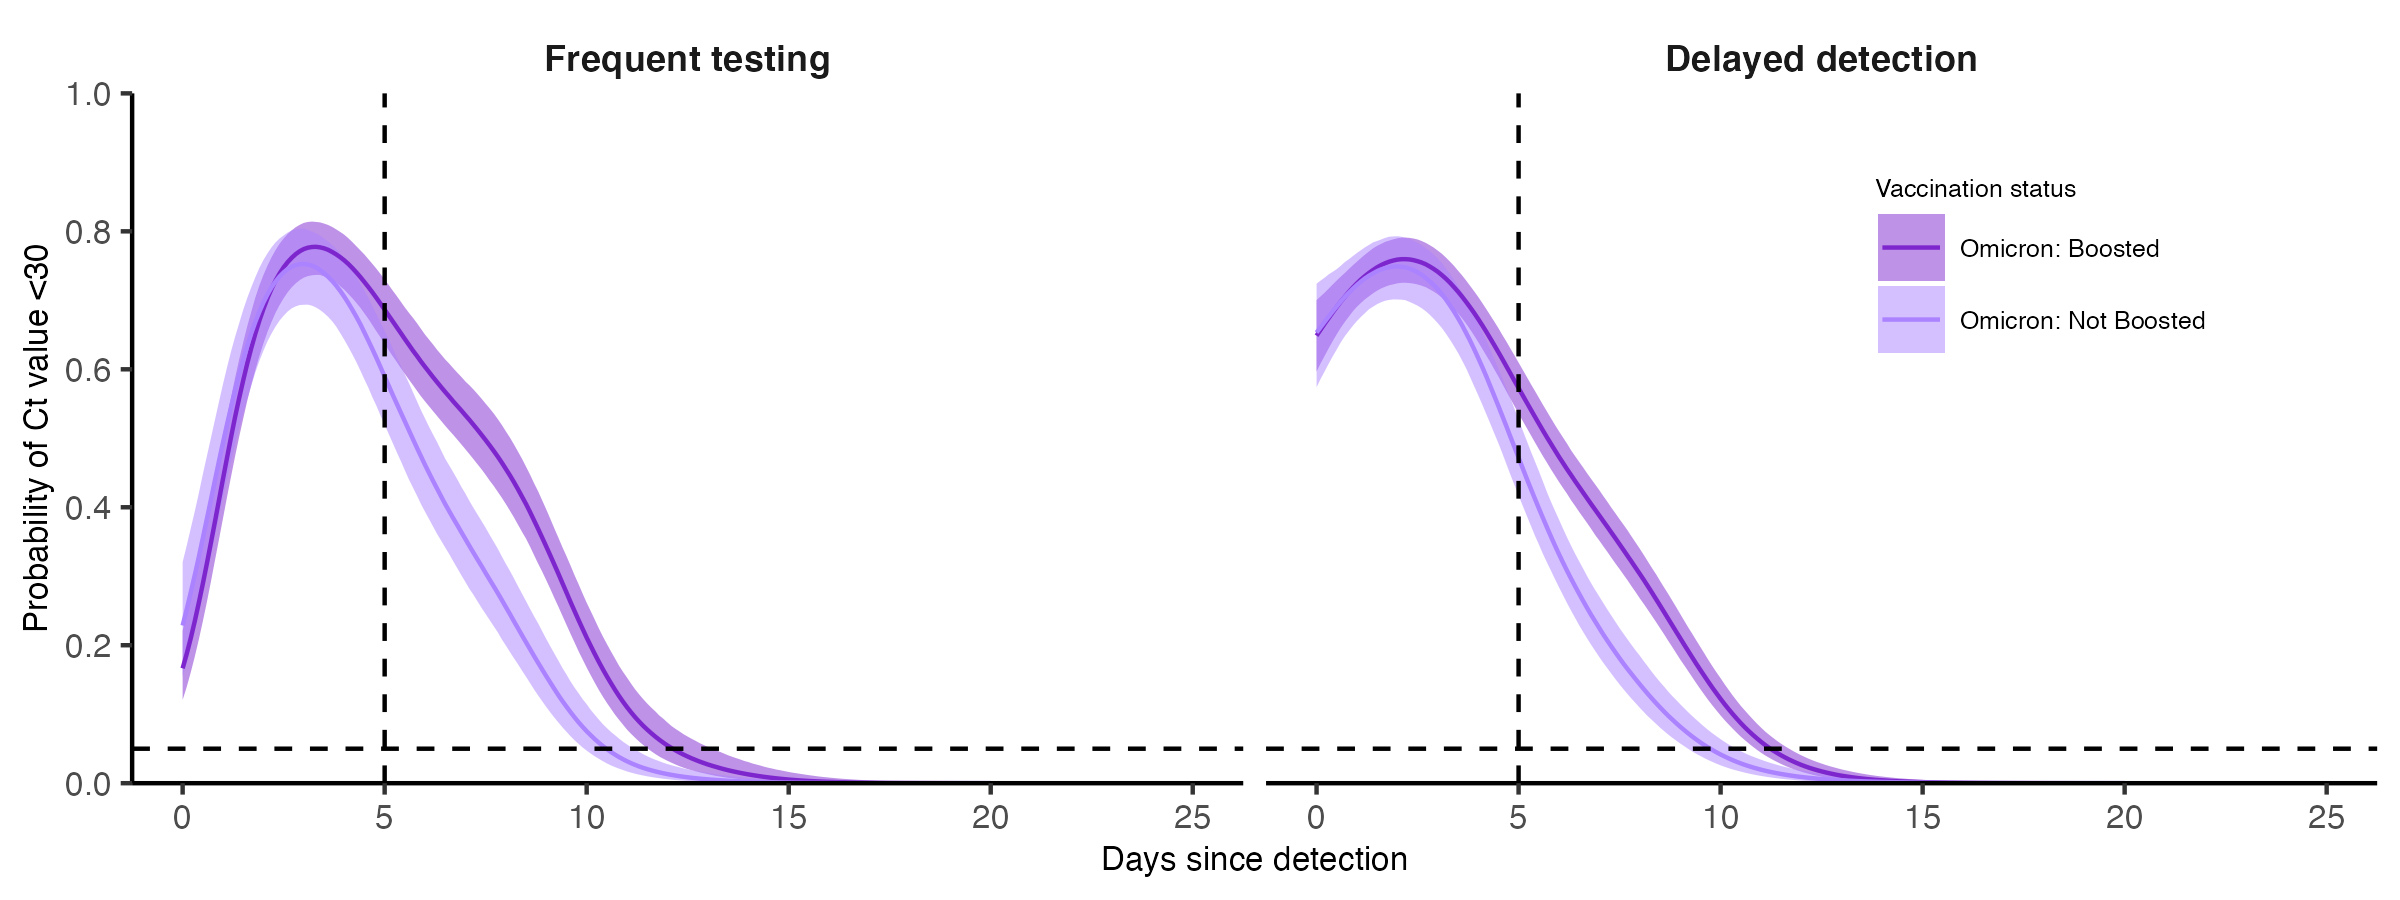 Frequent testing
Delayed detection
Probability of Ct value <30
1.0
0.8
0.6
0.4
0.2
0.0
Vaccination status
Omicron: Boosted
Omicron: Not Boosted
0 5 10 15 20 25
0 5 10 15 20 25
Days since detection